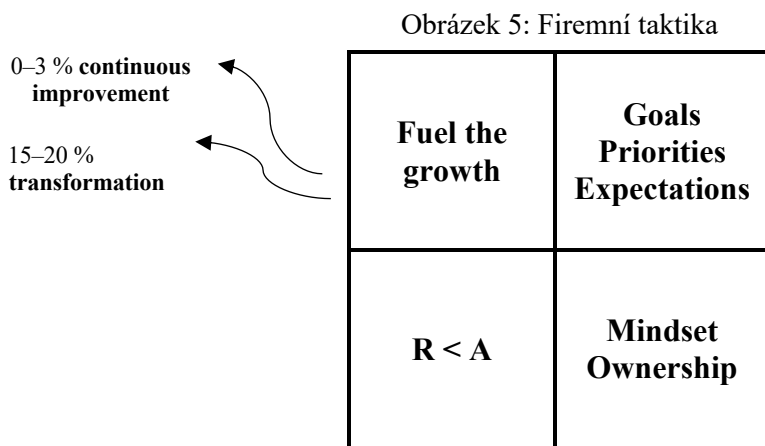 Obrázek 5: Firemní taktika
0–3 % continuous
improvement
15–20 %
transformation
Fuel the
growth
Goals
Priorities
Expectations
R < A
Mindset
Ownership